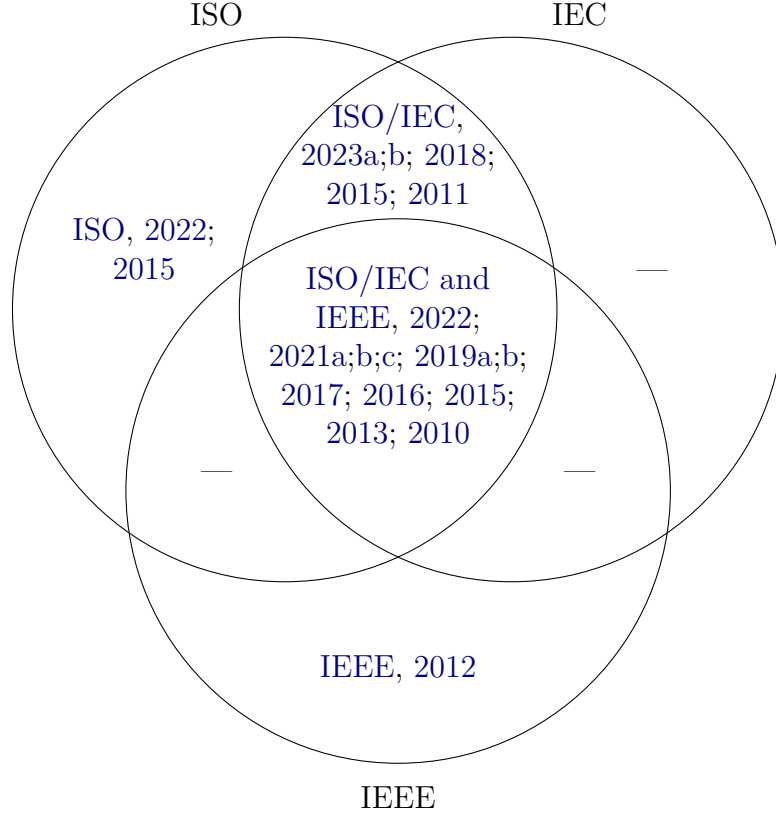 ISO
IEC
ISO/IEC,
2023a;b; 2018;
2015; 2011
ISO, 2022;
2015
—
ISO/IEC and
IEEE, 2022;
2021a;b;c; 2019a;b;
2017; 2016; 2015;
2013; 2010
—
—
IEEE, 2012
IEEE